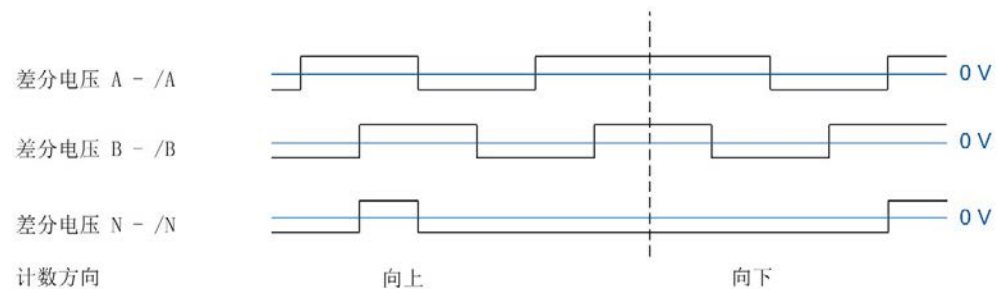 差分电压 A - /A
0 V
差分电压 B - /B
0 V
差分电压 N - /N
0 V
计数方向 向上 向下